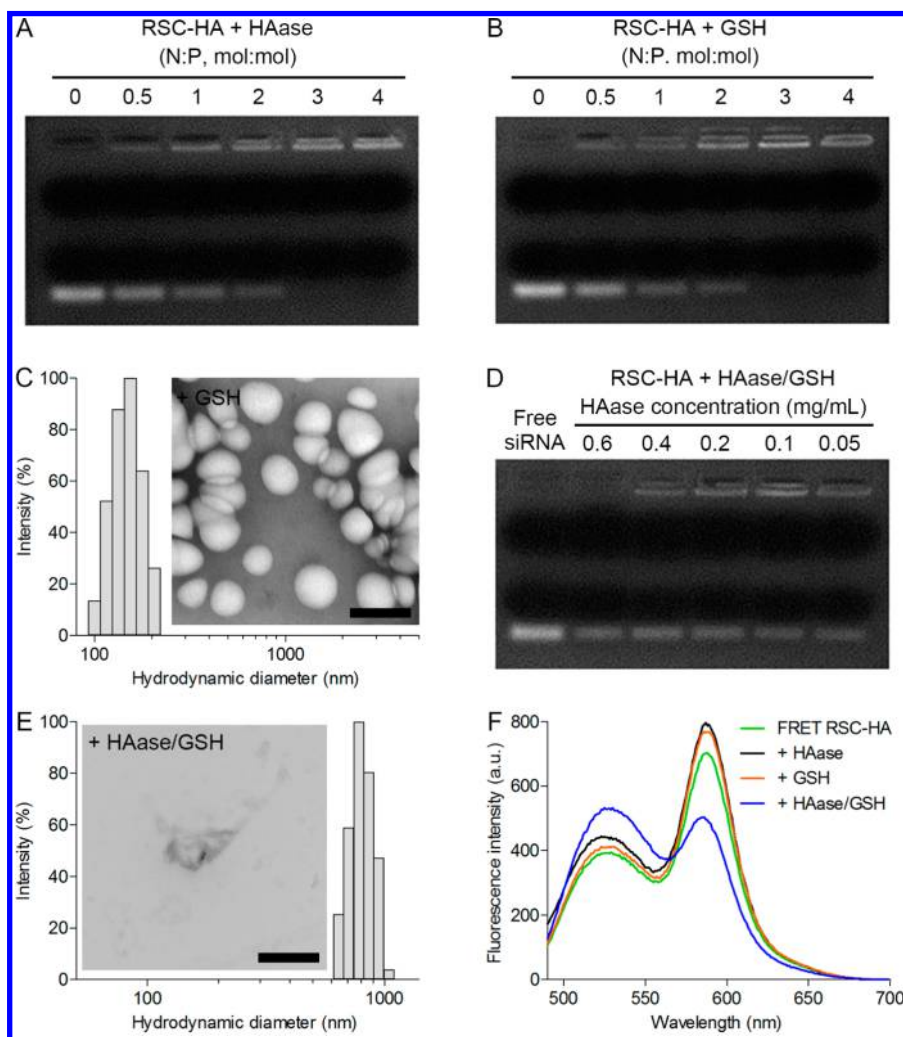 A
RSC-HA + HAase
(N:P, mol:mol)
0 0.5 1 2 3 4
B
RSC-HA + GSH
(N:P. mol:mol)
0 0.5 1 2 3 4
C
+ GSH
Intensity (%)
100
80
60
40
20
0
100 1000
Hydrodynamic diameter (nm)
D
RSC-HA + HAase/GSH
HAase concentration (mg/mL)
Free
siRNA
0.6 0.4 0.2 0.1 0.05
E
+ HAase/GSH
Intensity (%)
100
80
60
40
20
0
100 1000
Hydrodynamic diameter (nm)
F
Fluorescence intensity (a.u.)
800
600
400
200
0
500 550 600 650 700
Wavelength (nm)
FRET RSC-HA
+ HAase
+ GSH
+ HAase/GSH